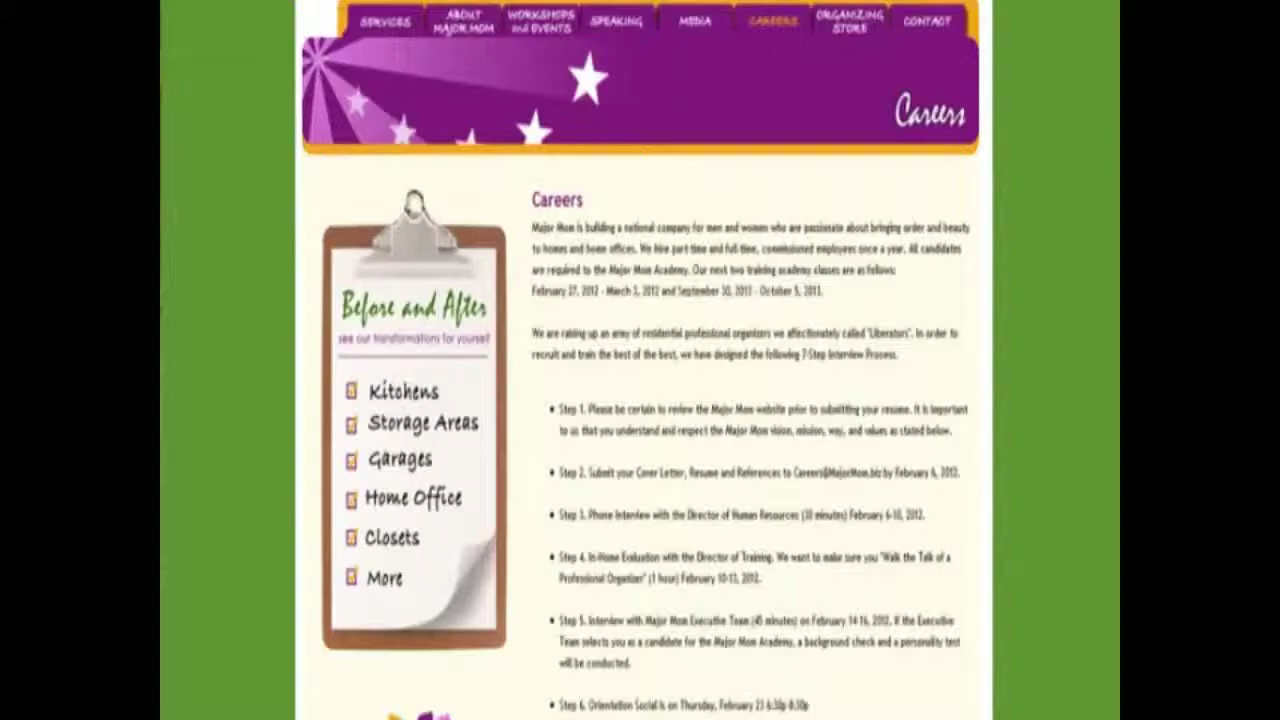 SERVICES
ABOUT MAJOR MOM
WORKSHOPS and EVENTS
SPEAKING
MEDIA
CAREERS
ORGANIZING STORE
CONTACT
Careers
Before and After
see our transformations for yourself
Kitchens
Storage Areas
Garages
Home Office
Closets
More
Careers
Major Mom is building a national company for men and women who are passionate about bringing order and beauty
to homes and home offices. We hire part time and full time, commissioned employees once a year. All candidates
are required to the Major Mom Academy. Our next two training academy classes are as follows:
February 27, 2012 - March 2, 2012 and September 30, 2012 - October 5, 2012.
We are raising up an army of residential professional organizers we affectionately called "Liberators". In order to
recruit and train the best of the best, we have designed the following 7-Step Interview Process.
• Step 1. Please be certain to review the Major Mom website prior to submitting your resume. It is important
to us that you understand and respect the Major Mom vision, mission, way, and values as stated below.
• Step 2. Submit your Cover Letter, Resume and References to Careers@MajorMom.biz by February 6, 2012.
• Step 3. Phone Interview with the Director of Human Resources (30 minutes) February 6-10, 2012.
• Step 4. In-Home Evaluation with the Director of Training. We want to make sure you "Walk the Talk of a
Professional Organizer" (1 hour) February 10-13, 2012.
• Step 5. Interview with Major Mom Executive Team (45 minutes) on February 14-16, 2012. If the Executive
Team selects you as a candidate for the Major Mom Academy, a background check and a personality test
will be conducted.
• Step 6. Orientation Social is on Thursday, February 23 6:30p-8:30p